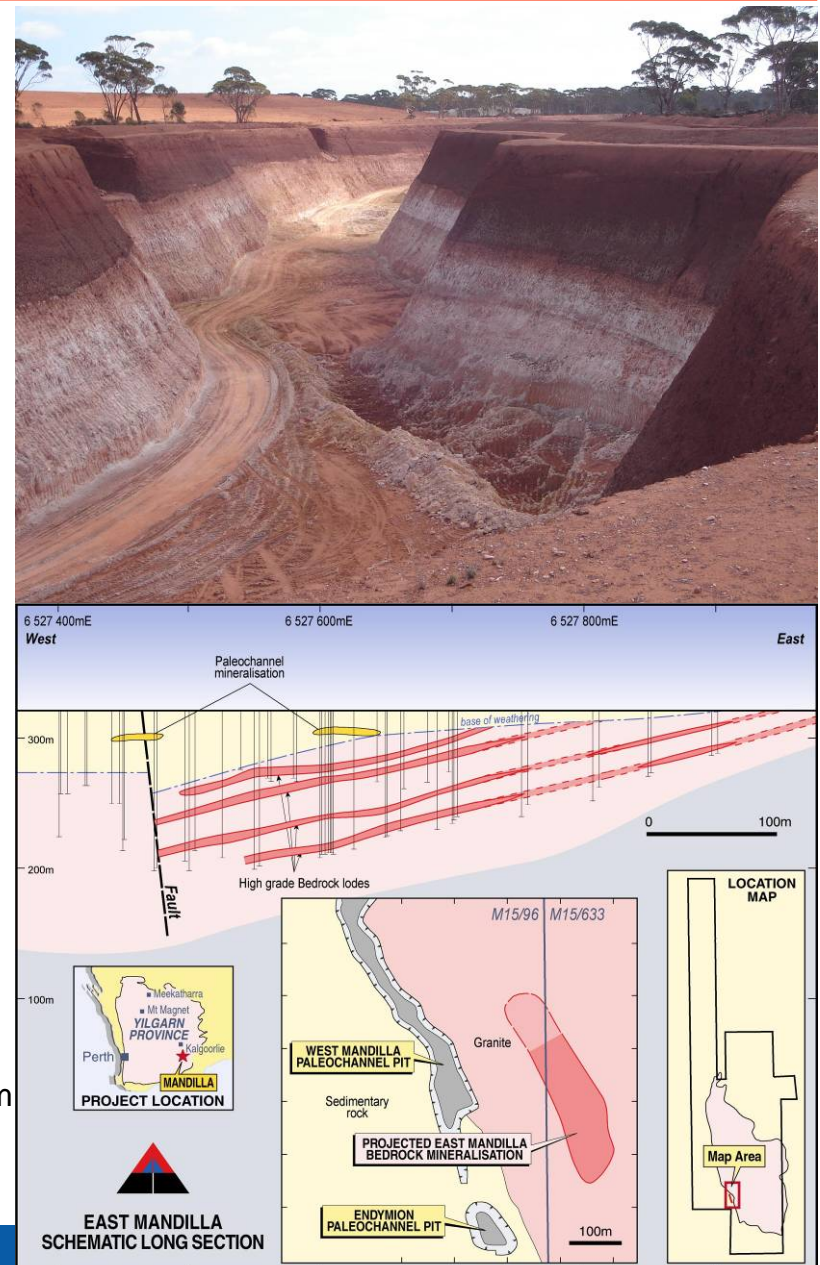 6 527 400mE
6 527 600mE
6 527 800mE
West
East
Paleochannel
mineralisation
base of weathering
300m
0
100m
200m
Fault
High grade Bedrock lodes
LOCATION
MAP
M15/96
M15/633
100m
Meekatharra
Mt Magnet
YILGARN
PROVINCE
Kalgoorlie
Perth
MANDILLA
PROJECT LOCATION
Granite
WEST MANDILLA
PALEOCHANNEL PIT
Sedimentary
rock
PROJECTED EAST MANDILLA
BEDROCK MINERALISATION
Map Area
ENDYMION
PALEOCHANNEL PIT
100m
EAST MANDILLA
SCHEMATIC LONG SECTION
m